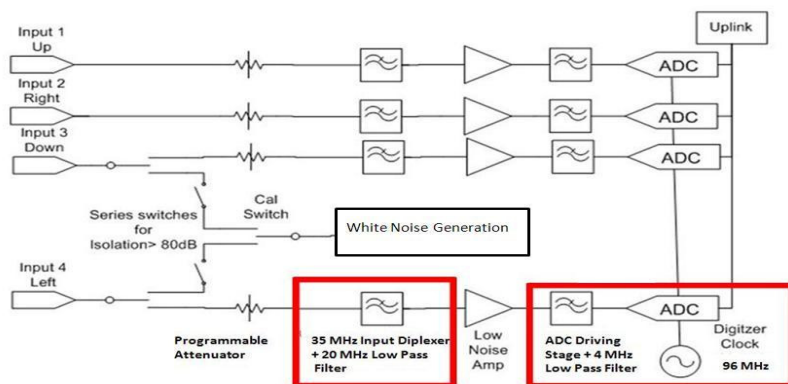 Input 1
Up
Uplink
ADC
Input 2
Right
ADC
Input 3
Down
ADC
Series switches
for
Isolation> 80dB
Cal
Switch
White Noise Generation
Input 4
Left
ADC
Programmable
Attenuator
35 MHz Input Diplexer
+ 20 MHz Low Pass
Filter
Low
Noise
Amp
ADC Driving
Stage + 4 MHz
Low Pass Filter
Digitzer
Clock
96 MHz